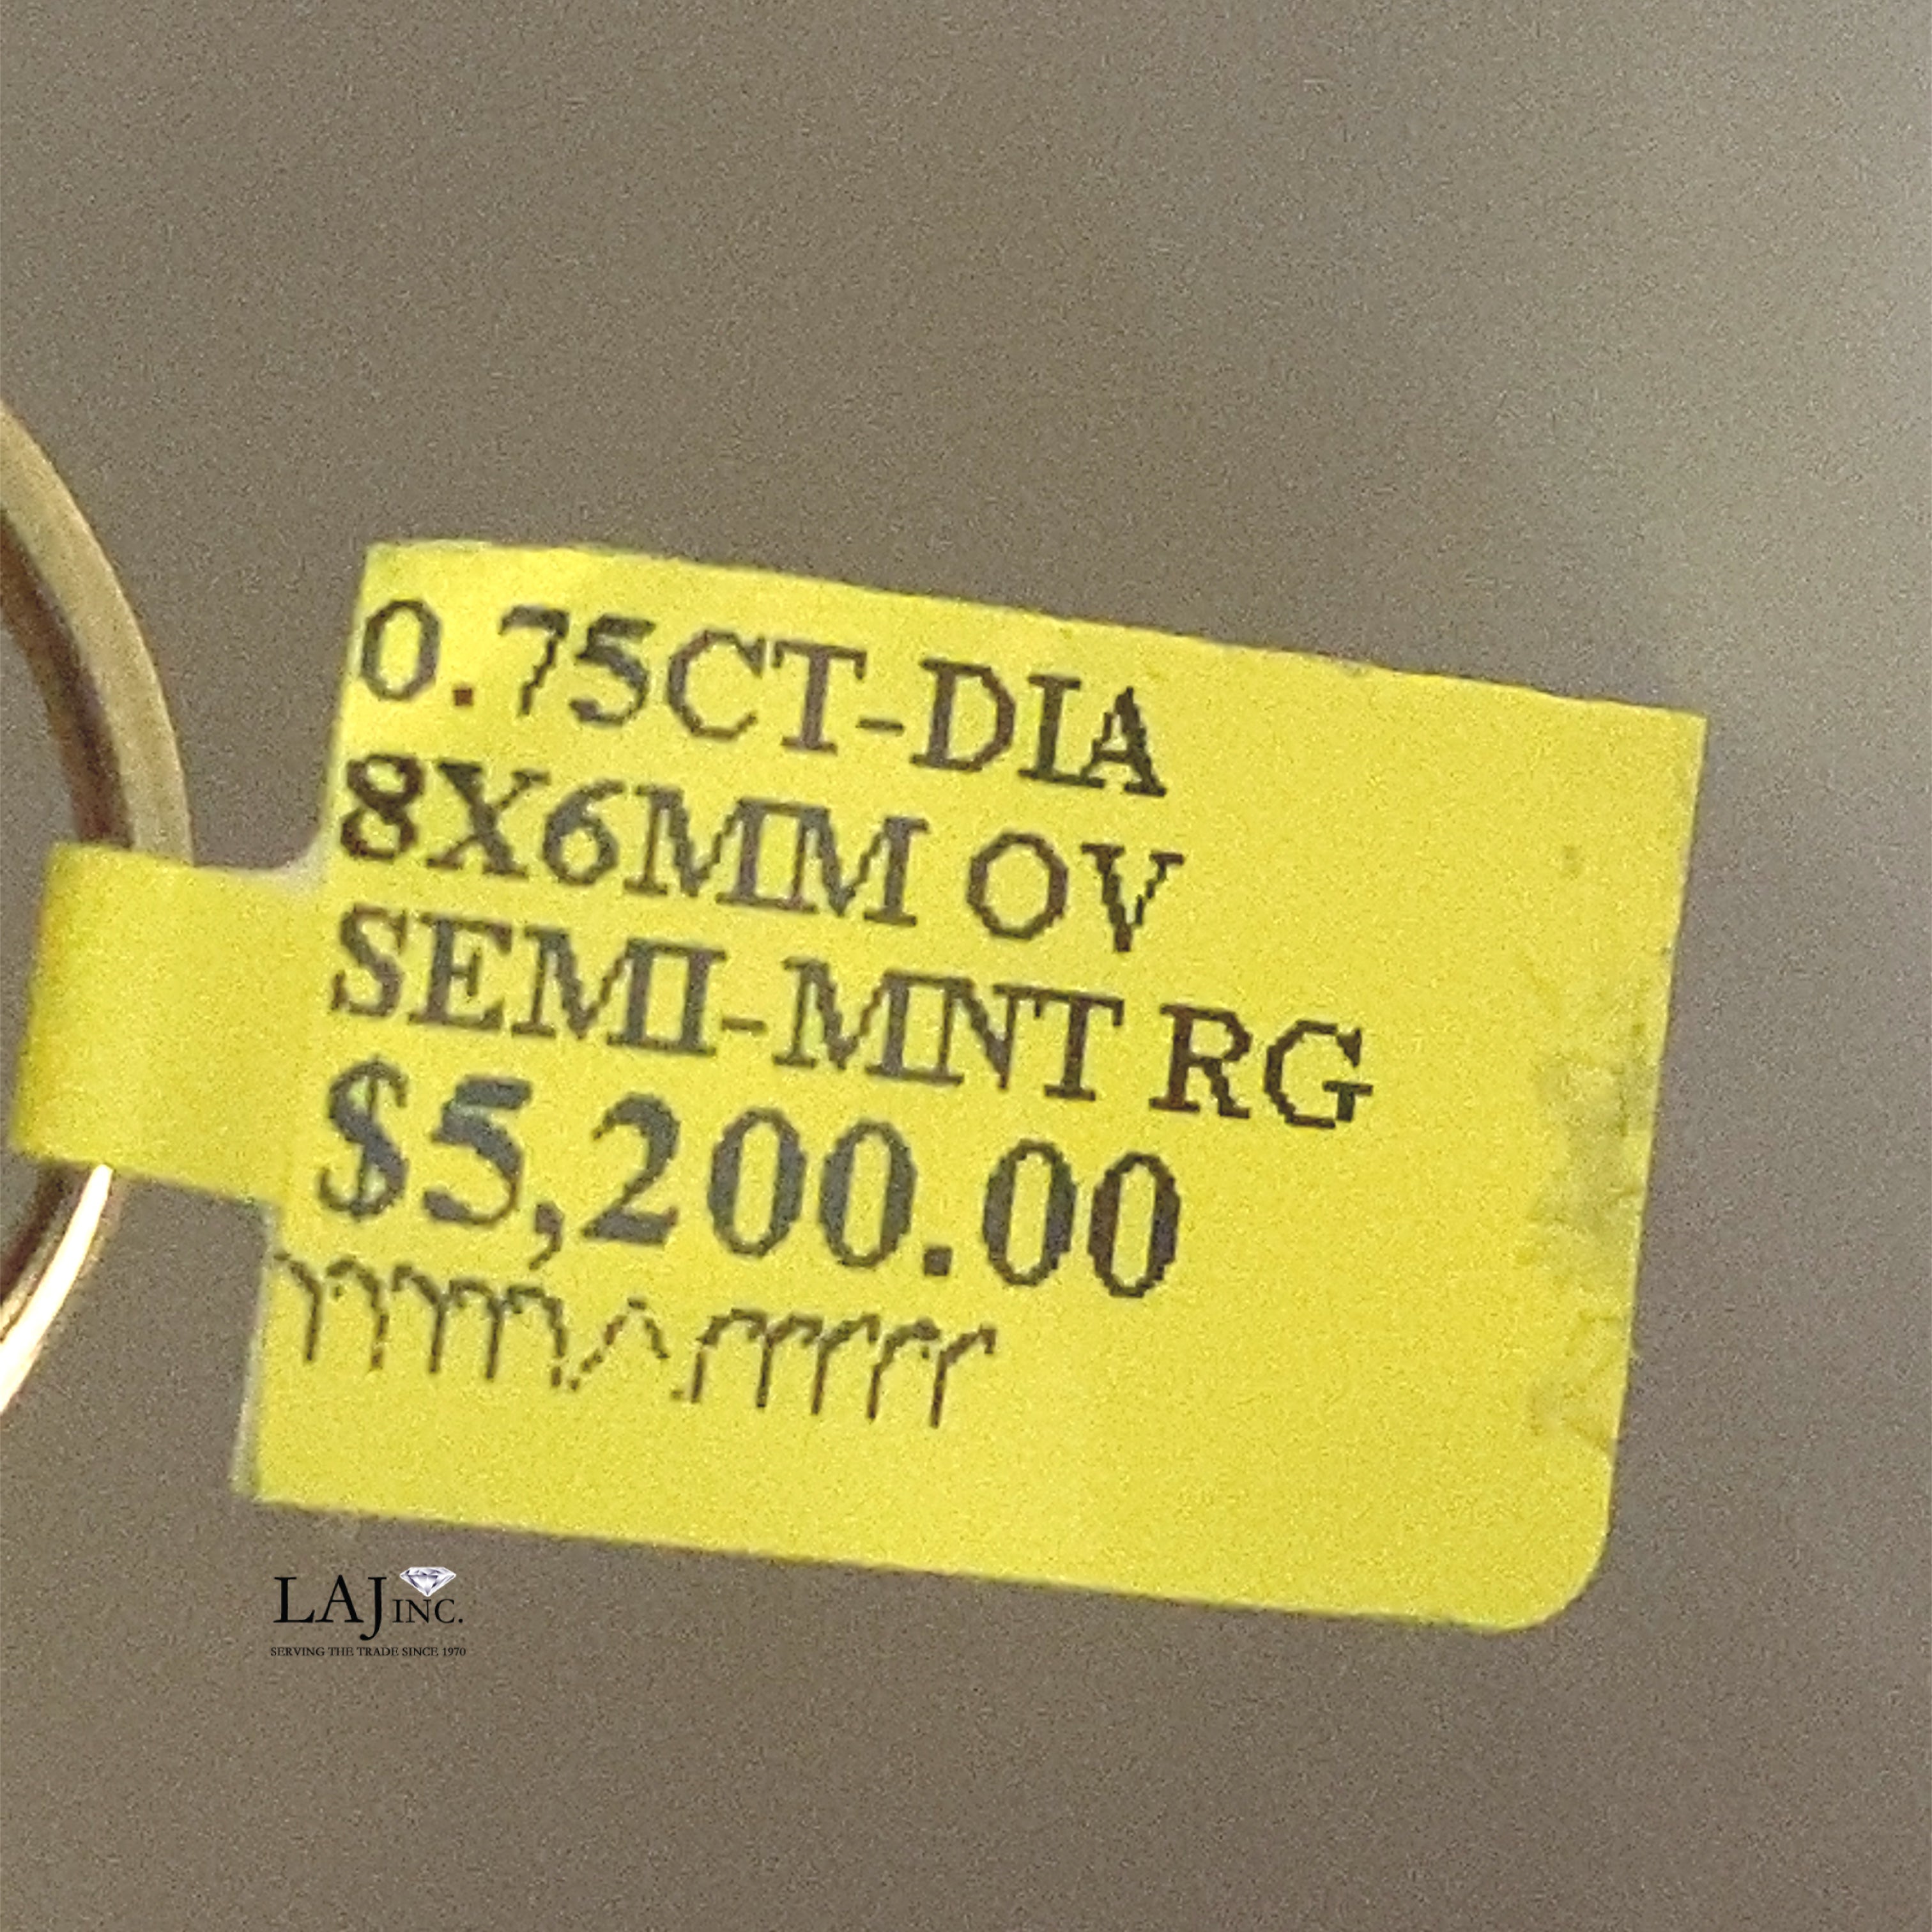 0.75CT-DIA
8X6MM OV
SEMI-MNT RG
$5,200.00
LAJ INC.
SERVING THE TRADE SINCE 1970